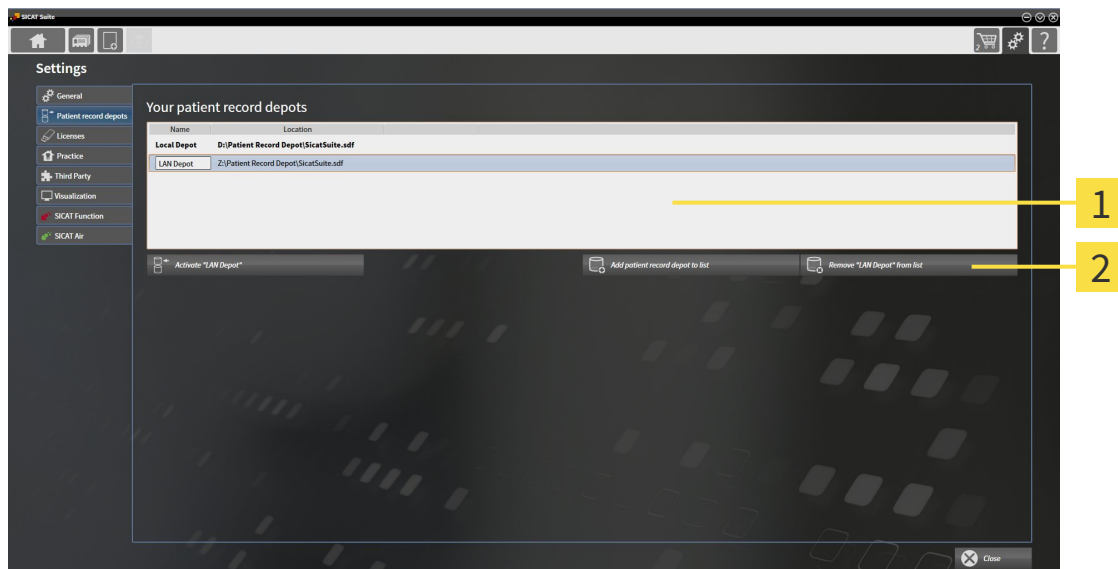 SICAT Suite
2
?
Settings
General
Patient record depots
Licenses
Practice
Third Party
Visualization
SICAT Function
SICAT Air
Your patient record depots
Name Location
Local Depot D:\Patient Record Depot\SicatSuite.sdf
LAN Depot Z:\Patient Record Depot\SicatSuite.sdf
1
Activate "LAN Depot" Add patient record depot to list Remove "LAN Depot" from list
2
Close